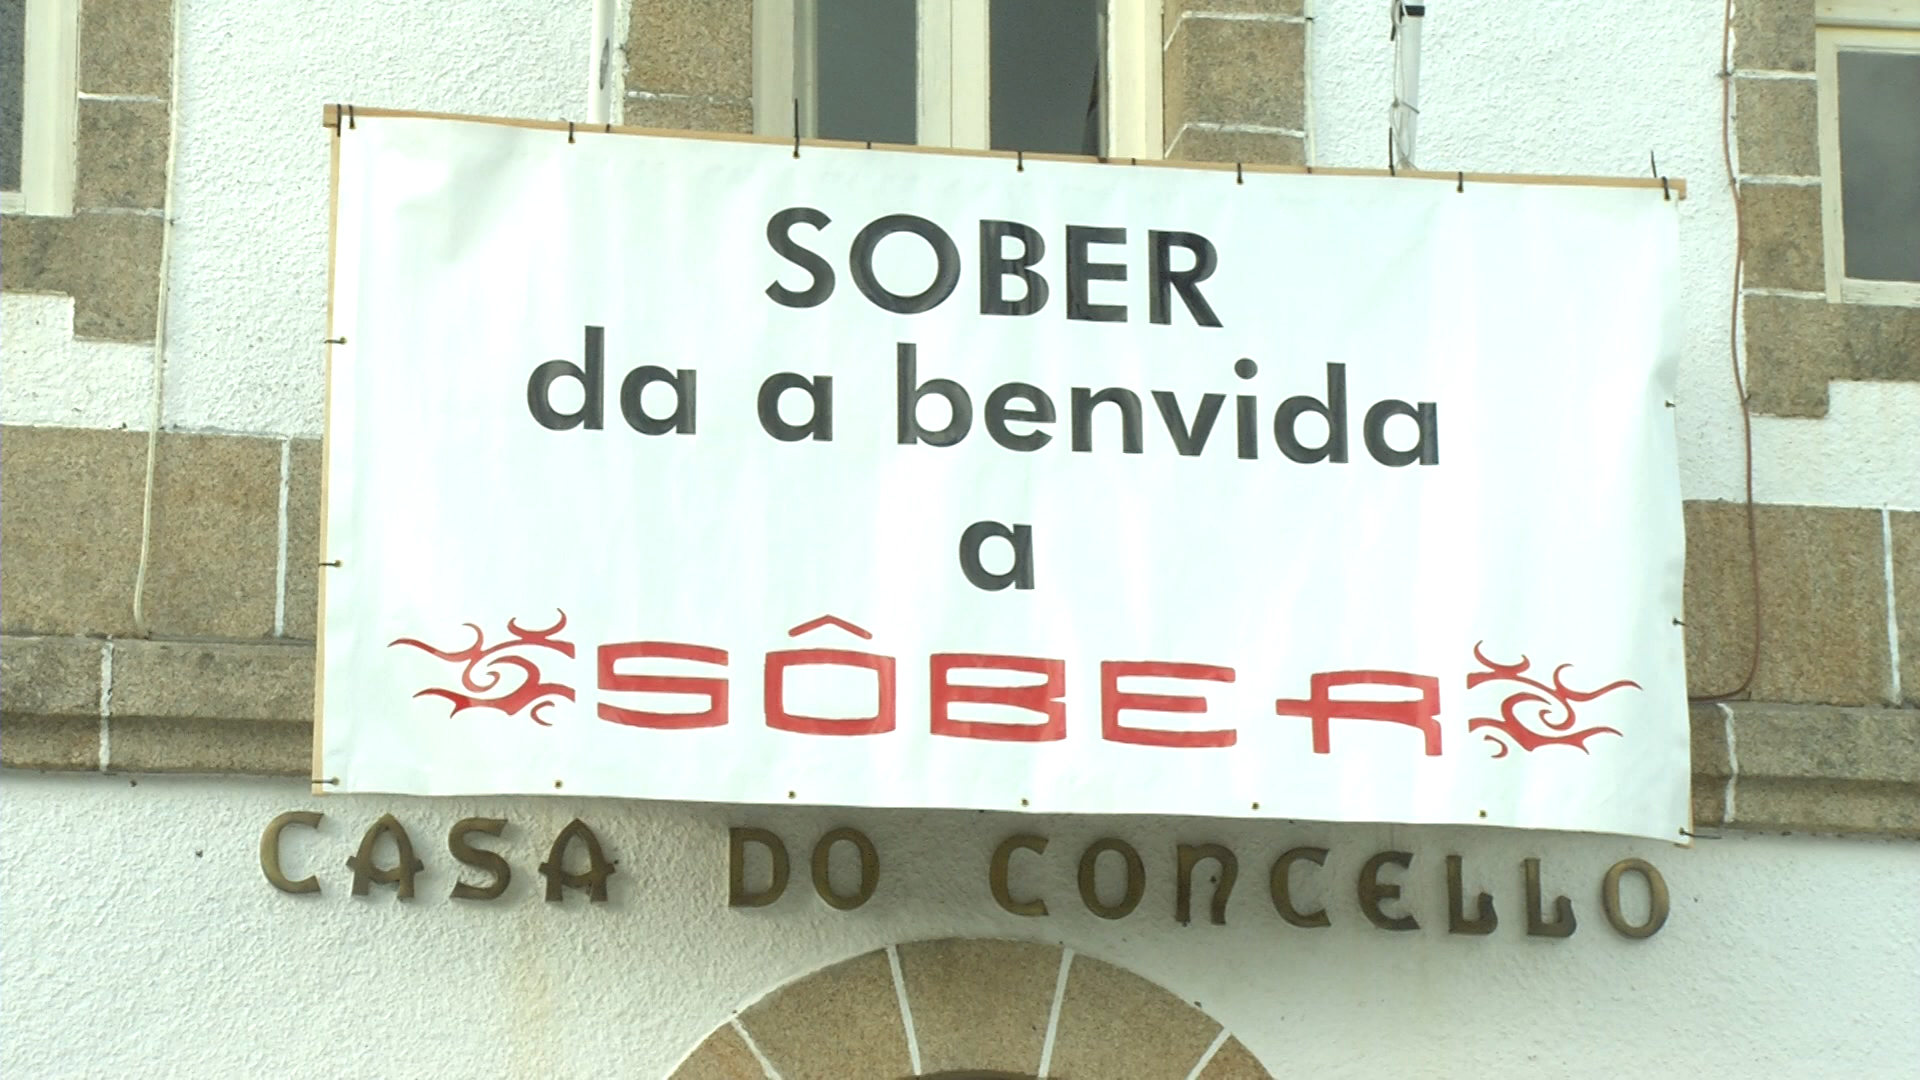 SOBER
da a benvida
a
SÔBER
CASA DO CONCELLO